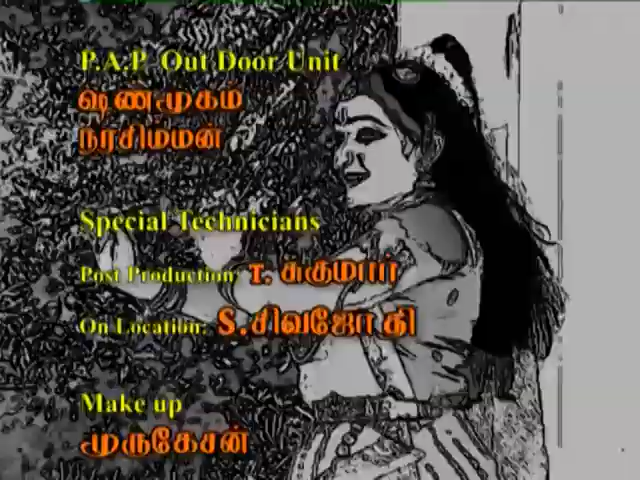 P.A.P Out Door Unit
ஷண்முகம்
நரசிம்மன்
Special Technicians
Post Production: T. சுகுமார்
On Location: S. சிவஜோதி
Make up
முருகேசன்